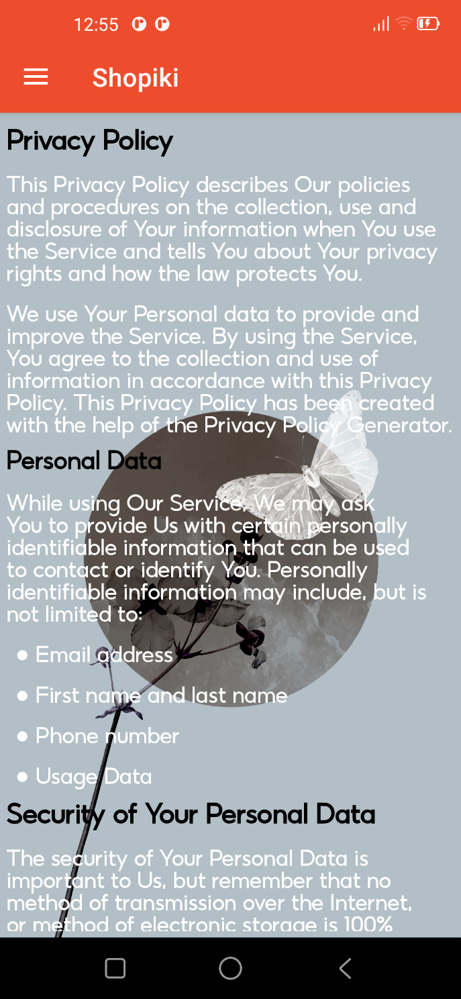 12:55
Shopiki
Privacy Policy
This Privacy Policy describes Our policies
and procedures on the collection, use and
disclosure of Your information when You use
the Service and tells You about Your privacy
rights and how the law protects You.
We use Your Personal data to provide and
improve the Service. By using the Service,
You agree to the collection and use of
information in accordance with this Privacy
Policy. This Privacy Policy has been created
with the help of the Privacy Policy Generator.
Personal Data
While using Our Service, We may ask
You to provide Us with certain personally
identifiable information that can be used
to contact or identify You. Personally
identifiable information may include, but is
not limited to:
● Email address
● First name and last name
● Phone number
● Usage Data
Security of Your Personal Data
The security of Your Personal Data is
important to Us, but remember that no
method of transmission over the Internet,
or method of electronic storage is 100%